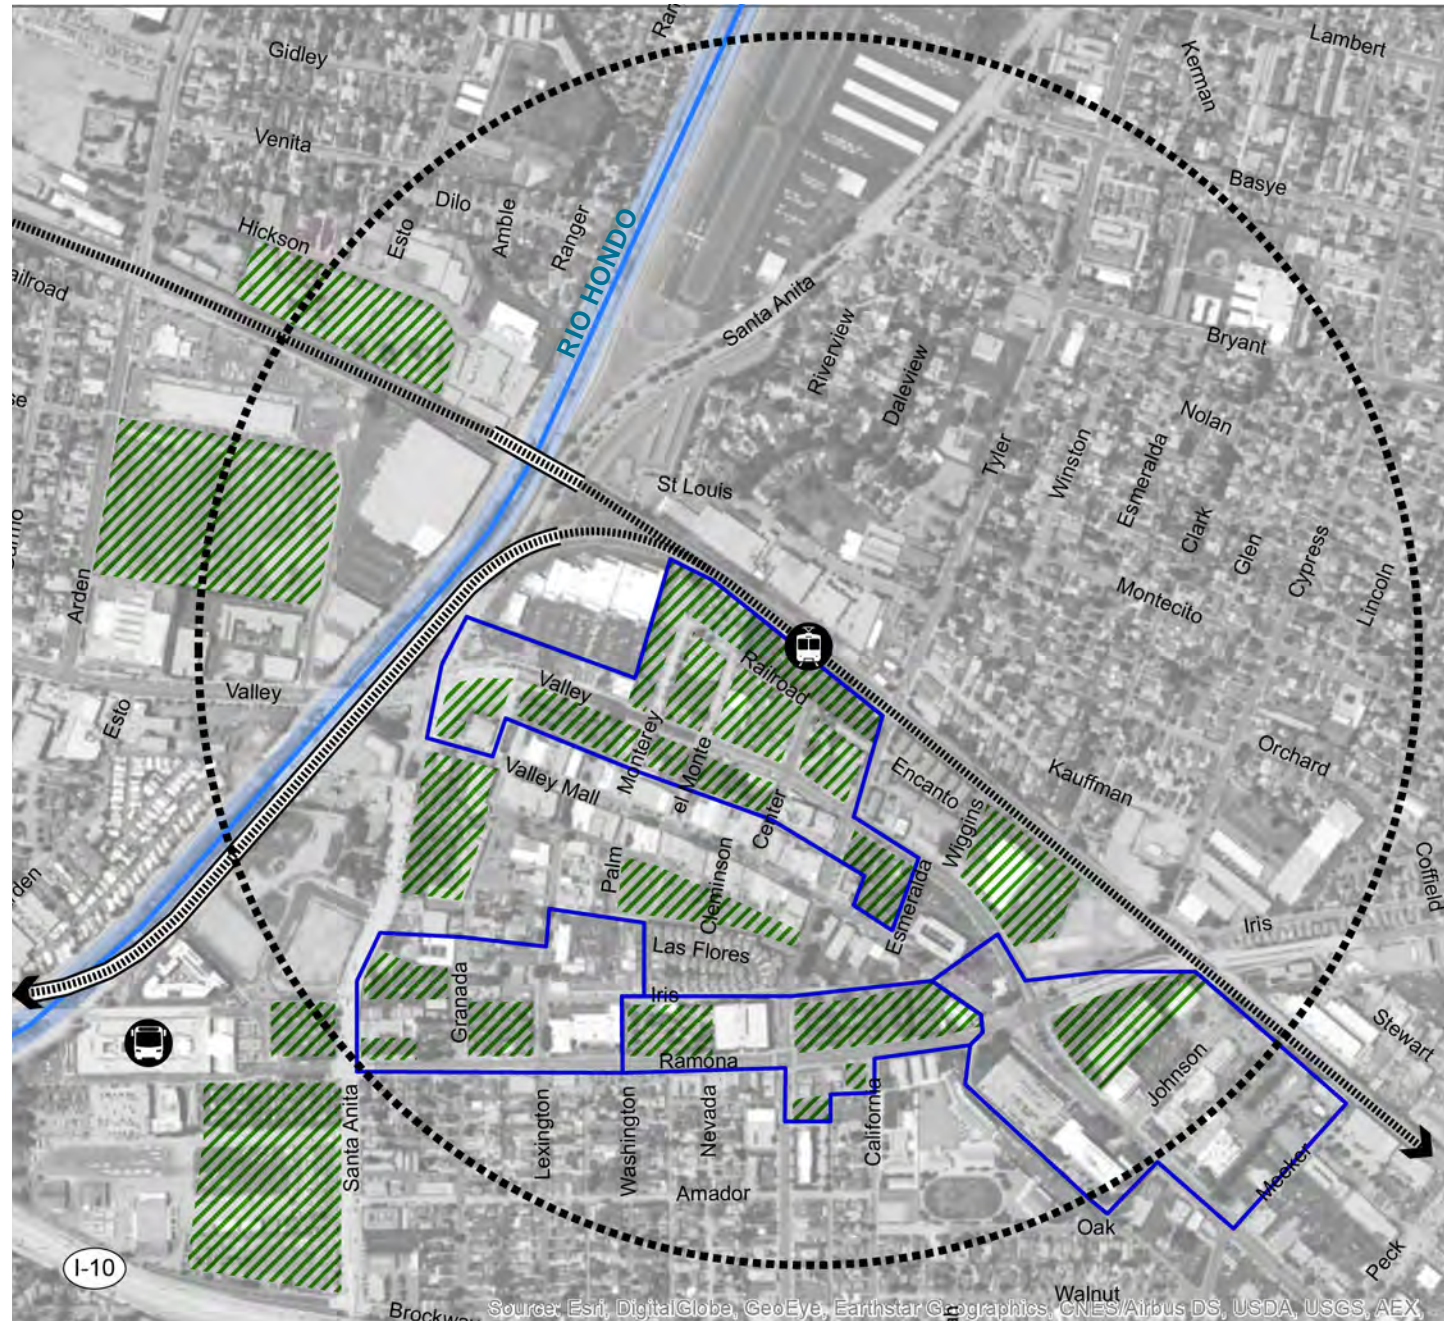 Gidley
Lambert
Kerman
Venita
Basye
Dilo
Amble
Ranger
Esto
Hickson
RIO HONDO
Santa Anita
Riverview
Daleview
Bryant
Nolan
Tyler
Winston
Esmeralda
Clark
Glen
Cypress
Lincoln
St Louis
Montecito
Arden
Valley
Esto
Valley
Railroad
Monterey
el Monte
Center
Valley Mall
Encanto
Kauffman
Orchard
Wiggins
Palm
Cleminson
Esmeralda
Coffield
Iris
Las Flores
Granada
Iris
Ramona
Stewart
Johnson
Santa Anita
Lexington
Washington
Nevada
California
Amador
Meeker
Oak
Peck
I-10
Walnut
Source: Esri, DigitalGlobe, GeoEye, Earthstar Geographics, CNES/Airbus DS, USDA, USGS, AEX,